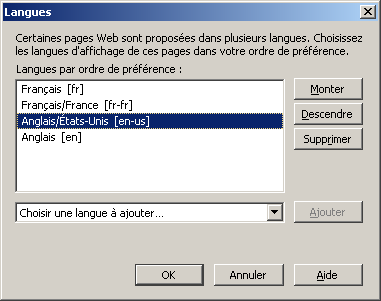 Langues
Certaines pages Web sont proposées dans plusieurs langues. Choisissez
les langues d'affichage de ces pages dans votre ordre de préférence.
Langues par ordre de préférence :
Français [fr]
Français/France [fr-fr]
Anglais/États-Unis [en-us]
Anglais [en]
Monter
Descendre
Supprimer
Choisir une langue à ajouter...
Ajouter
OK
Annuler
Aide